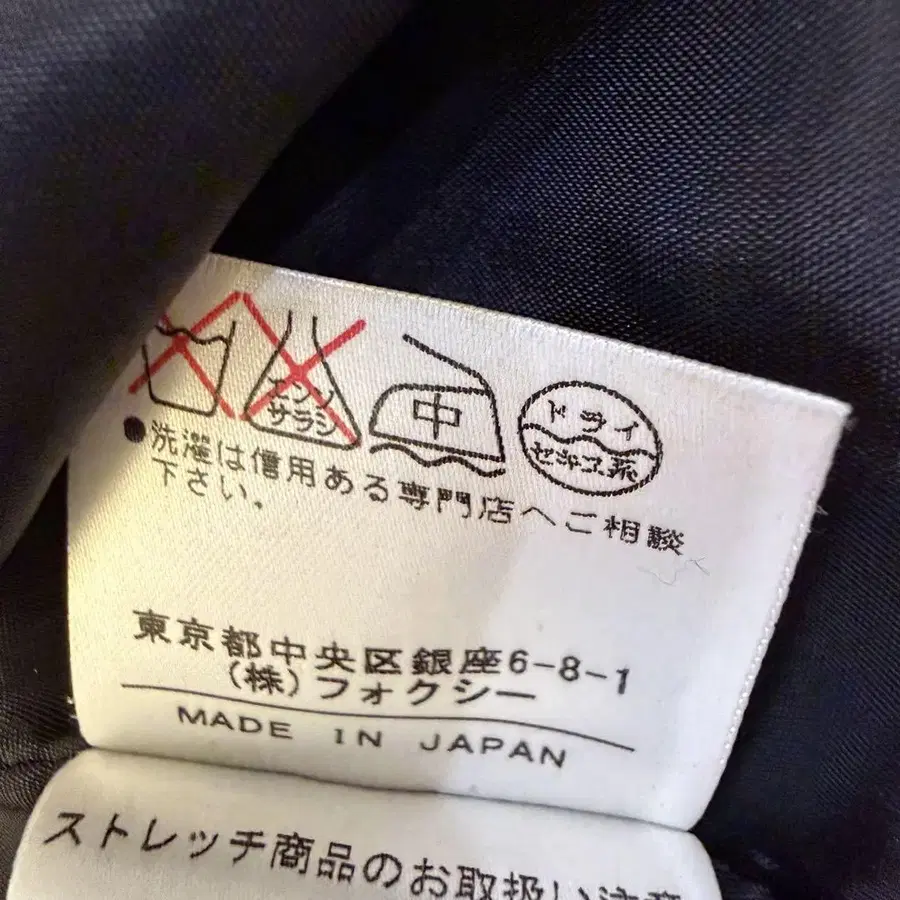 エンソ
サラシ
中
ドライ
セキユ系
●洗濯は信用ある専門店へご相談
下さい。
東京都中央区銀座6-8-1
(株)フォクシー
MADE IN JAPAN
ストレッチ商品のお取扱い注意